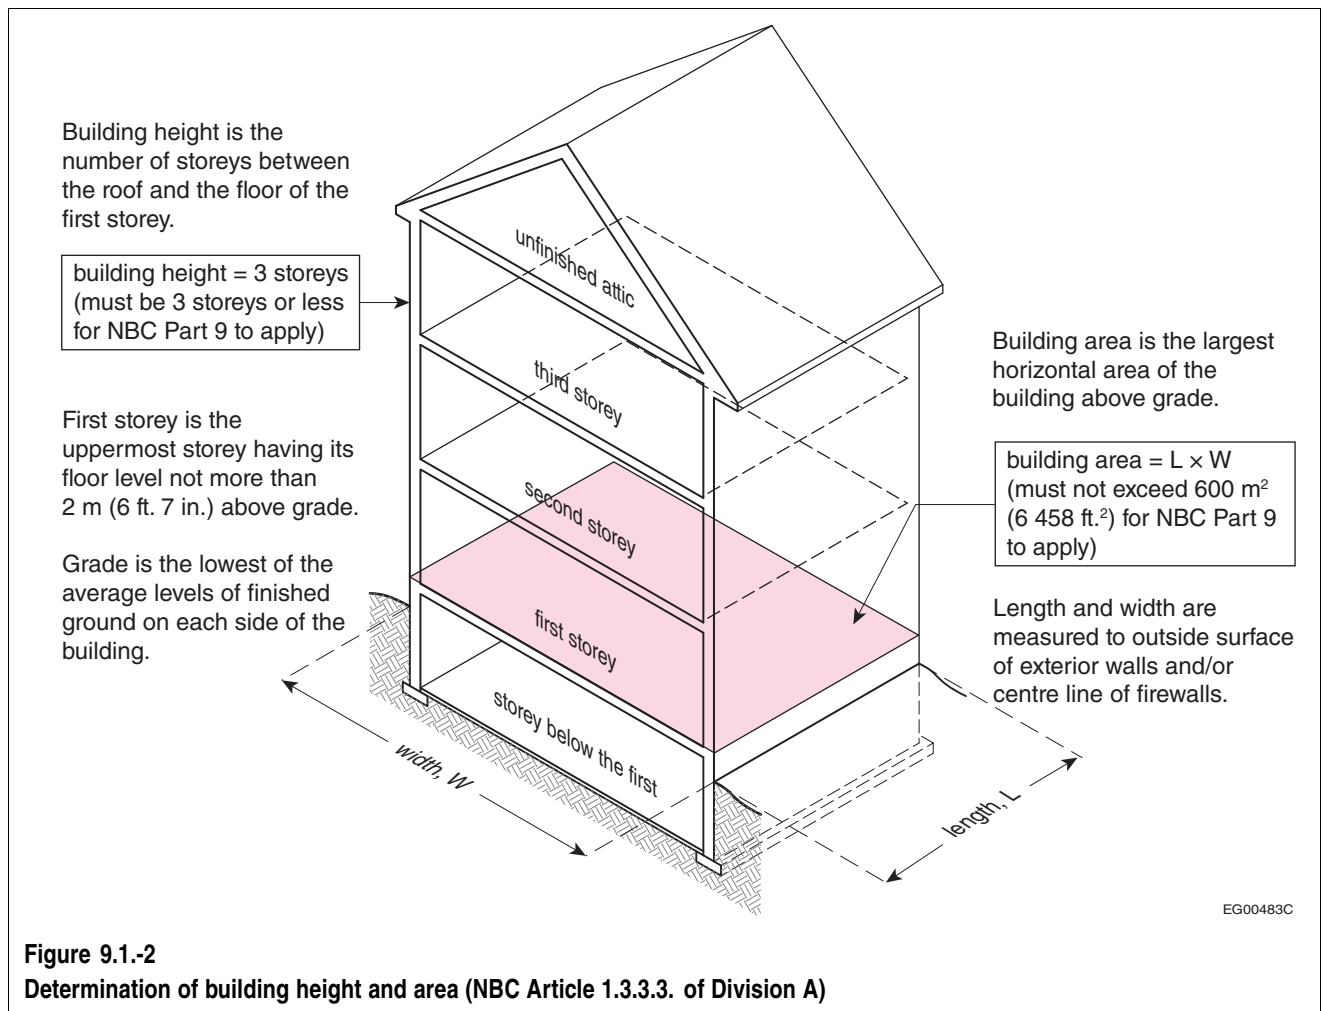 Building height is the
number of storeys between
the roof and the floor of the
first storey.
building height = 3 storeys
(must be 3 storeys or less
for NBC Part 9 to apply)
First storey is the
uppermost storey having its
floor level not more than
2 m (6 ft. 7 in.) above grade.
Grade is the lowest of the
average levels of finished
ground on each side of the
building.
unfinished attic
third storey
second storey
first storey
storey below the first
width, W
length, L
Building area is the largest
horizontal area of the
building above grade.
building area = L × W
(must not exceed 600 m²
(6 458 ft.²) for NBC Part 9
to apply)
Length and width are
measured to outside surface
of exterior walls and/or
centre line of firewalls.
EG00483C
Figure 9.1.-2
Determination of building height and area (NBC Article 1.3.3.3. of Division A)